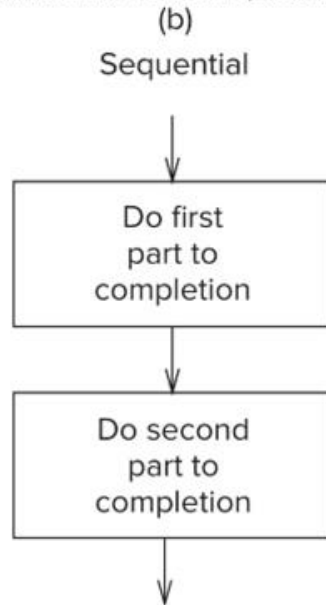 (b)
Sequential
Do first
part to
completion
Do second
part to
completion